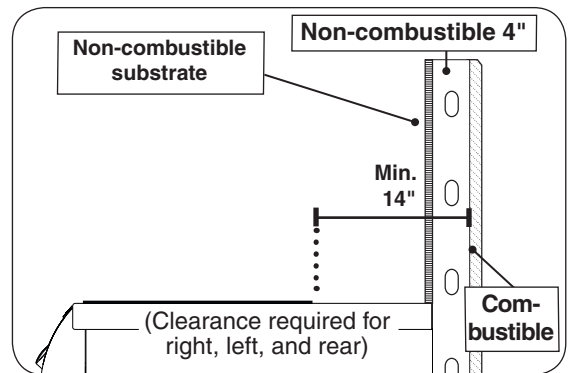 Non-combustible
substrate
Non-combustible 4"
Min.
14"
Com-
bustible
(Clearance required for
right, left, and rear)